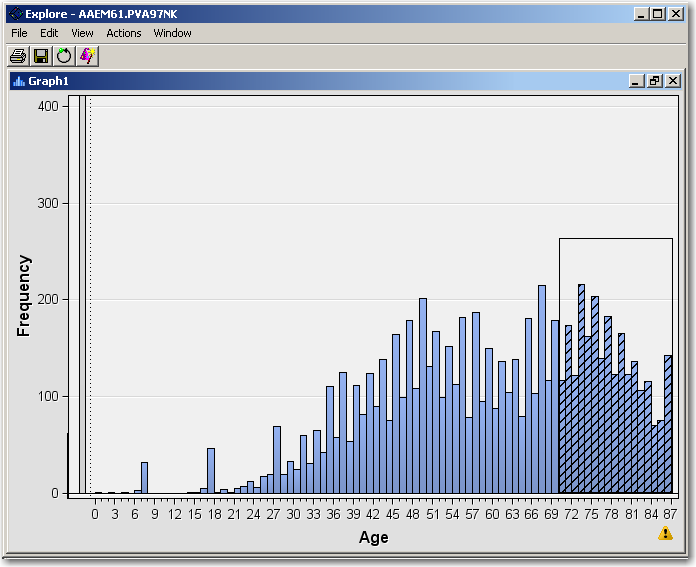 Explore - AAEM61.PVA97NK
File Edit View Actions Window
Graph1
400
300
200
100
0
Frequency
0 3 6 9 12 15 18 21 24 27 30 33 36 39 42 45 48 51 54 57 60 63 66 69 72 75 78 81 84 87
Age